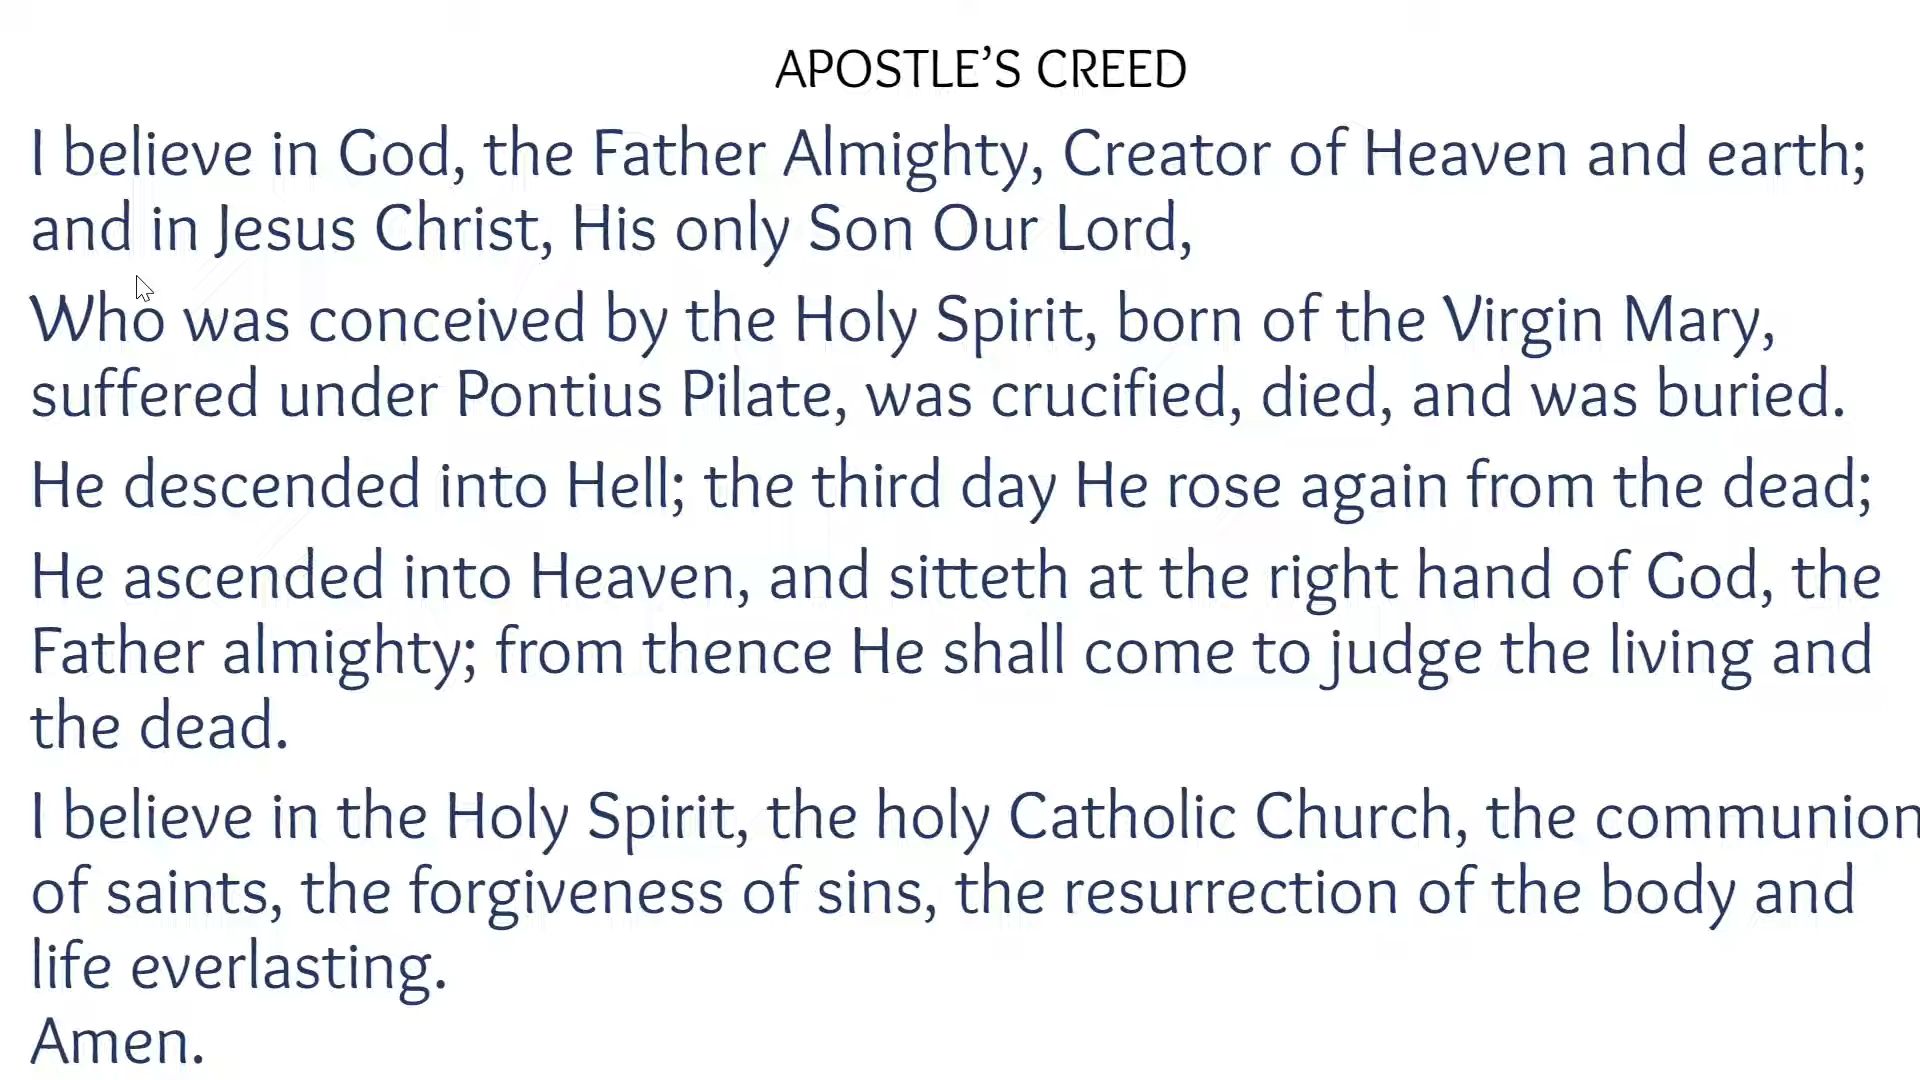 APOSTLE’S CREED
I believe in God, the Father Almighty, Creator of Heaven and earth;
and in Jesus Christ, His only Son Our Lord,
Who was conceived by the Holy Spirit, born of the Virgin Mary,
suffered under Pontius Pilate, was crucified, died, and was buried.
He descended into Hell; the third day He rose again from the dead;
He ascended into Heaven, and sitteth at the right hand of God, the
Father almighty; from thence He shall come to judge the living and
the dead.
I believe in the Holy Spirit, the holy Catholic Church, the communion
of saints, the forgiveness of sins, the resurrection of the body and
life everlasting.
Amen.